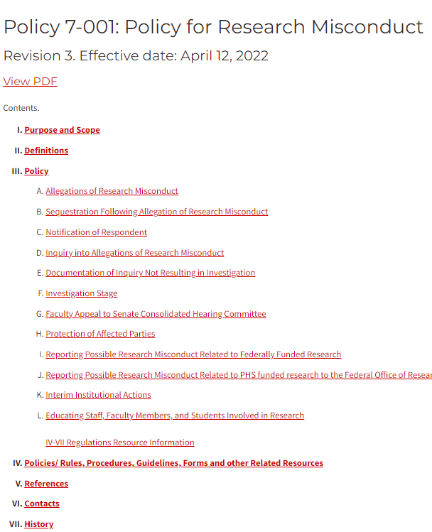 Policy 7-001: Policy for Research Misconduct
Revision 3. Effective date: April 12, 2022
View PDF
Contents.
I. Purpose and Scope
II. Definitions
III. Policy
A. Allegations of Research Misconduct
B. Sequestration Following Allegation of Research Misconduct
C. Notification of Respondent
D. Inquiry into Allegations of Research Misconduct
E. Documentation of Inquiry Not Resulting in Investigation
F. Investigation Stage
G. Faculty Appeal to Senate Consolidated Hearing Committee
H. Protection of Affected Parties
I. Reporting Possible Research Misconduct Related to Federally Funded Research
J. Reporting Possible Research Misconduct Related to PHS funded research to the Federal Office of
K. Interim Institutional Actions
L. Educating Staff, Faculty Members, and Students Involved in Research
IV-VII Regulations Resource Information
IV. Policies/ Rules, Procedures, Guidelines, Forms and other Related Resources
V. References
VI. Contacts
VII. History